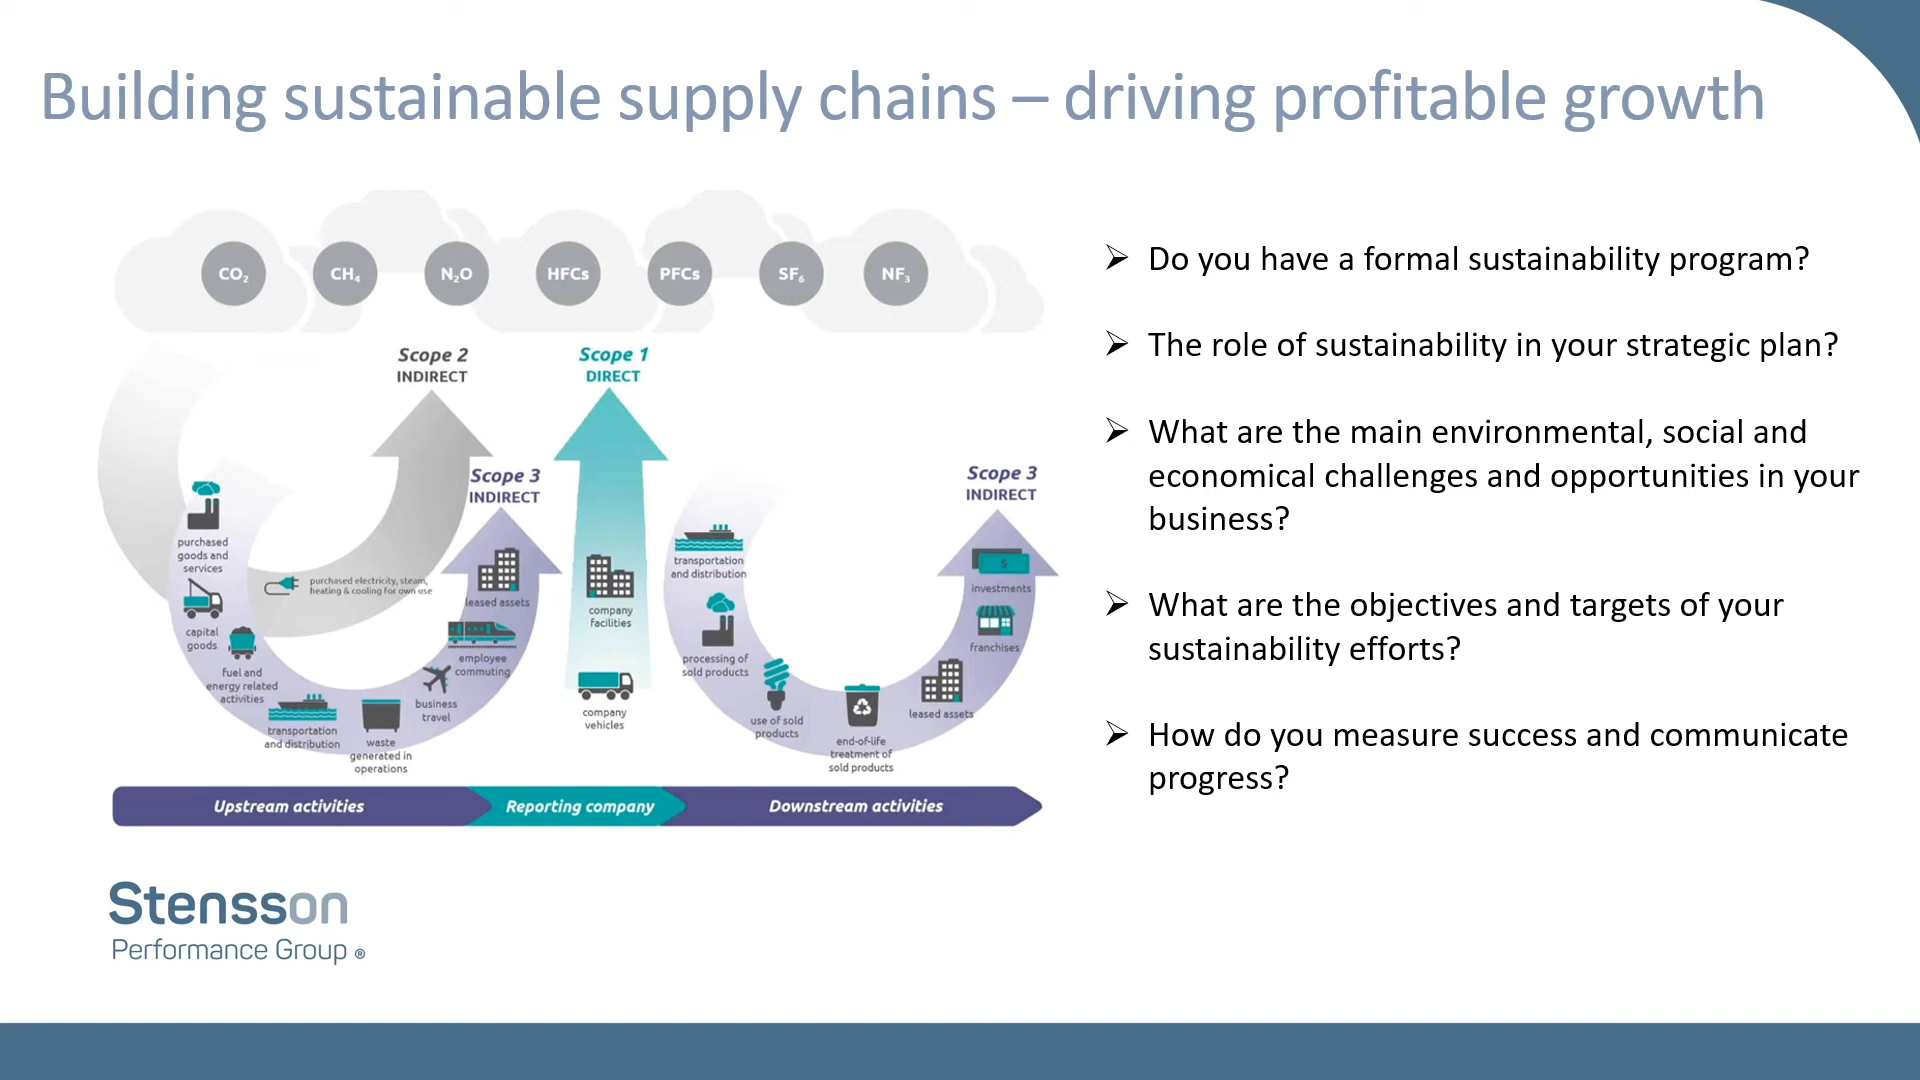 Building sustainable supply chains – driving profitable growth
CO₂ CH₄ N₂O HFCs PFCs SF₆ NF₃
Scope 2
INDIRECT
Scope 1
DIRECT
Scope 3
INDIRECT
Scope 3
INDIRECT
purchased
goods and
services
capital
goods
fuel and
energy related
activities
transportation
and distribution
waste
generated in
operations
business
travel
employee
commuting
leased assets
purchased electricity, steam,
heating & cooling for own use
company
facilities
company
vehicles
transportation
and distribution
processing of
sold products
use of sold
products
end-of-life
treatment of
sold products
leased assets
franchises
investments
$
Upstream activities
Reporting company
Downstream activities
➢ Do you have a formal sustainability program?
➢ The role of sustainability in your strategic plan?
➢ What are the main environmental, social and
economical challenges and opportunities in your
business?
➢ What are the objectives and targets of your
sustainability efforts?
➢ How do you measure success and communicate
progress?
Stensson
Performance Group ®